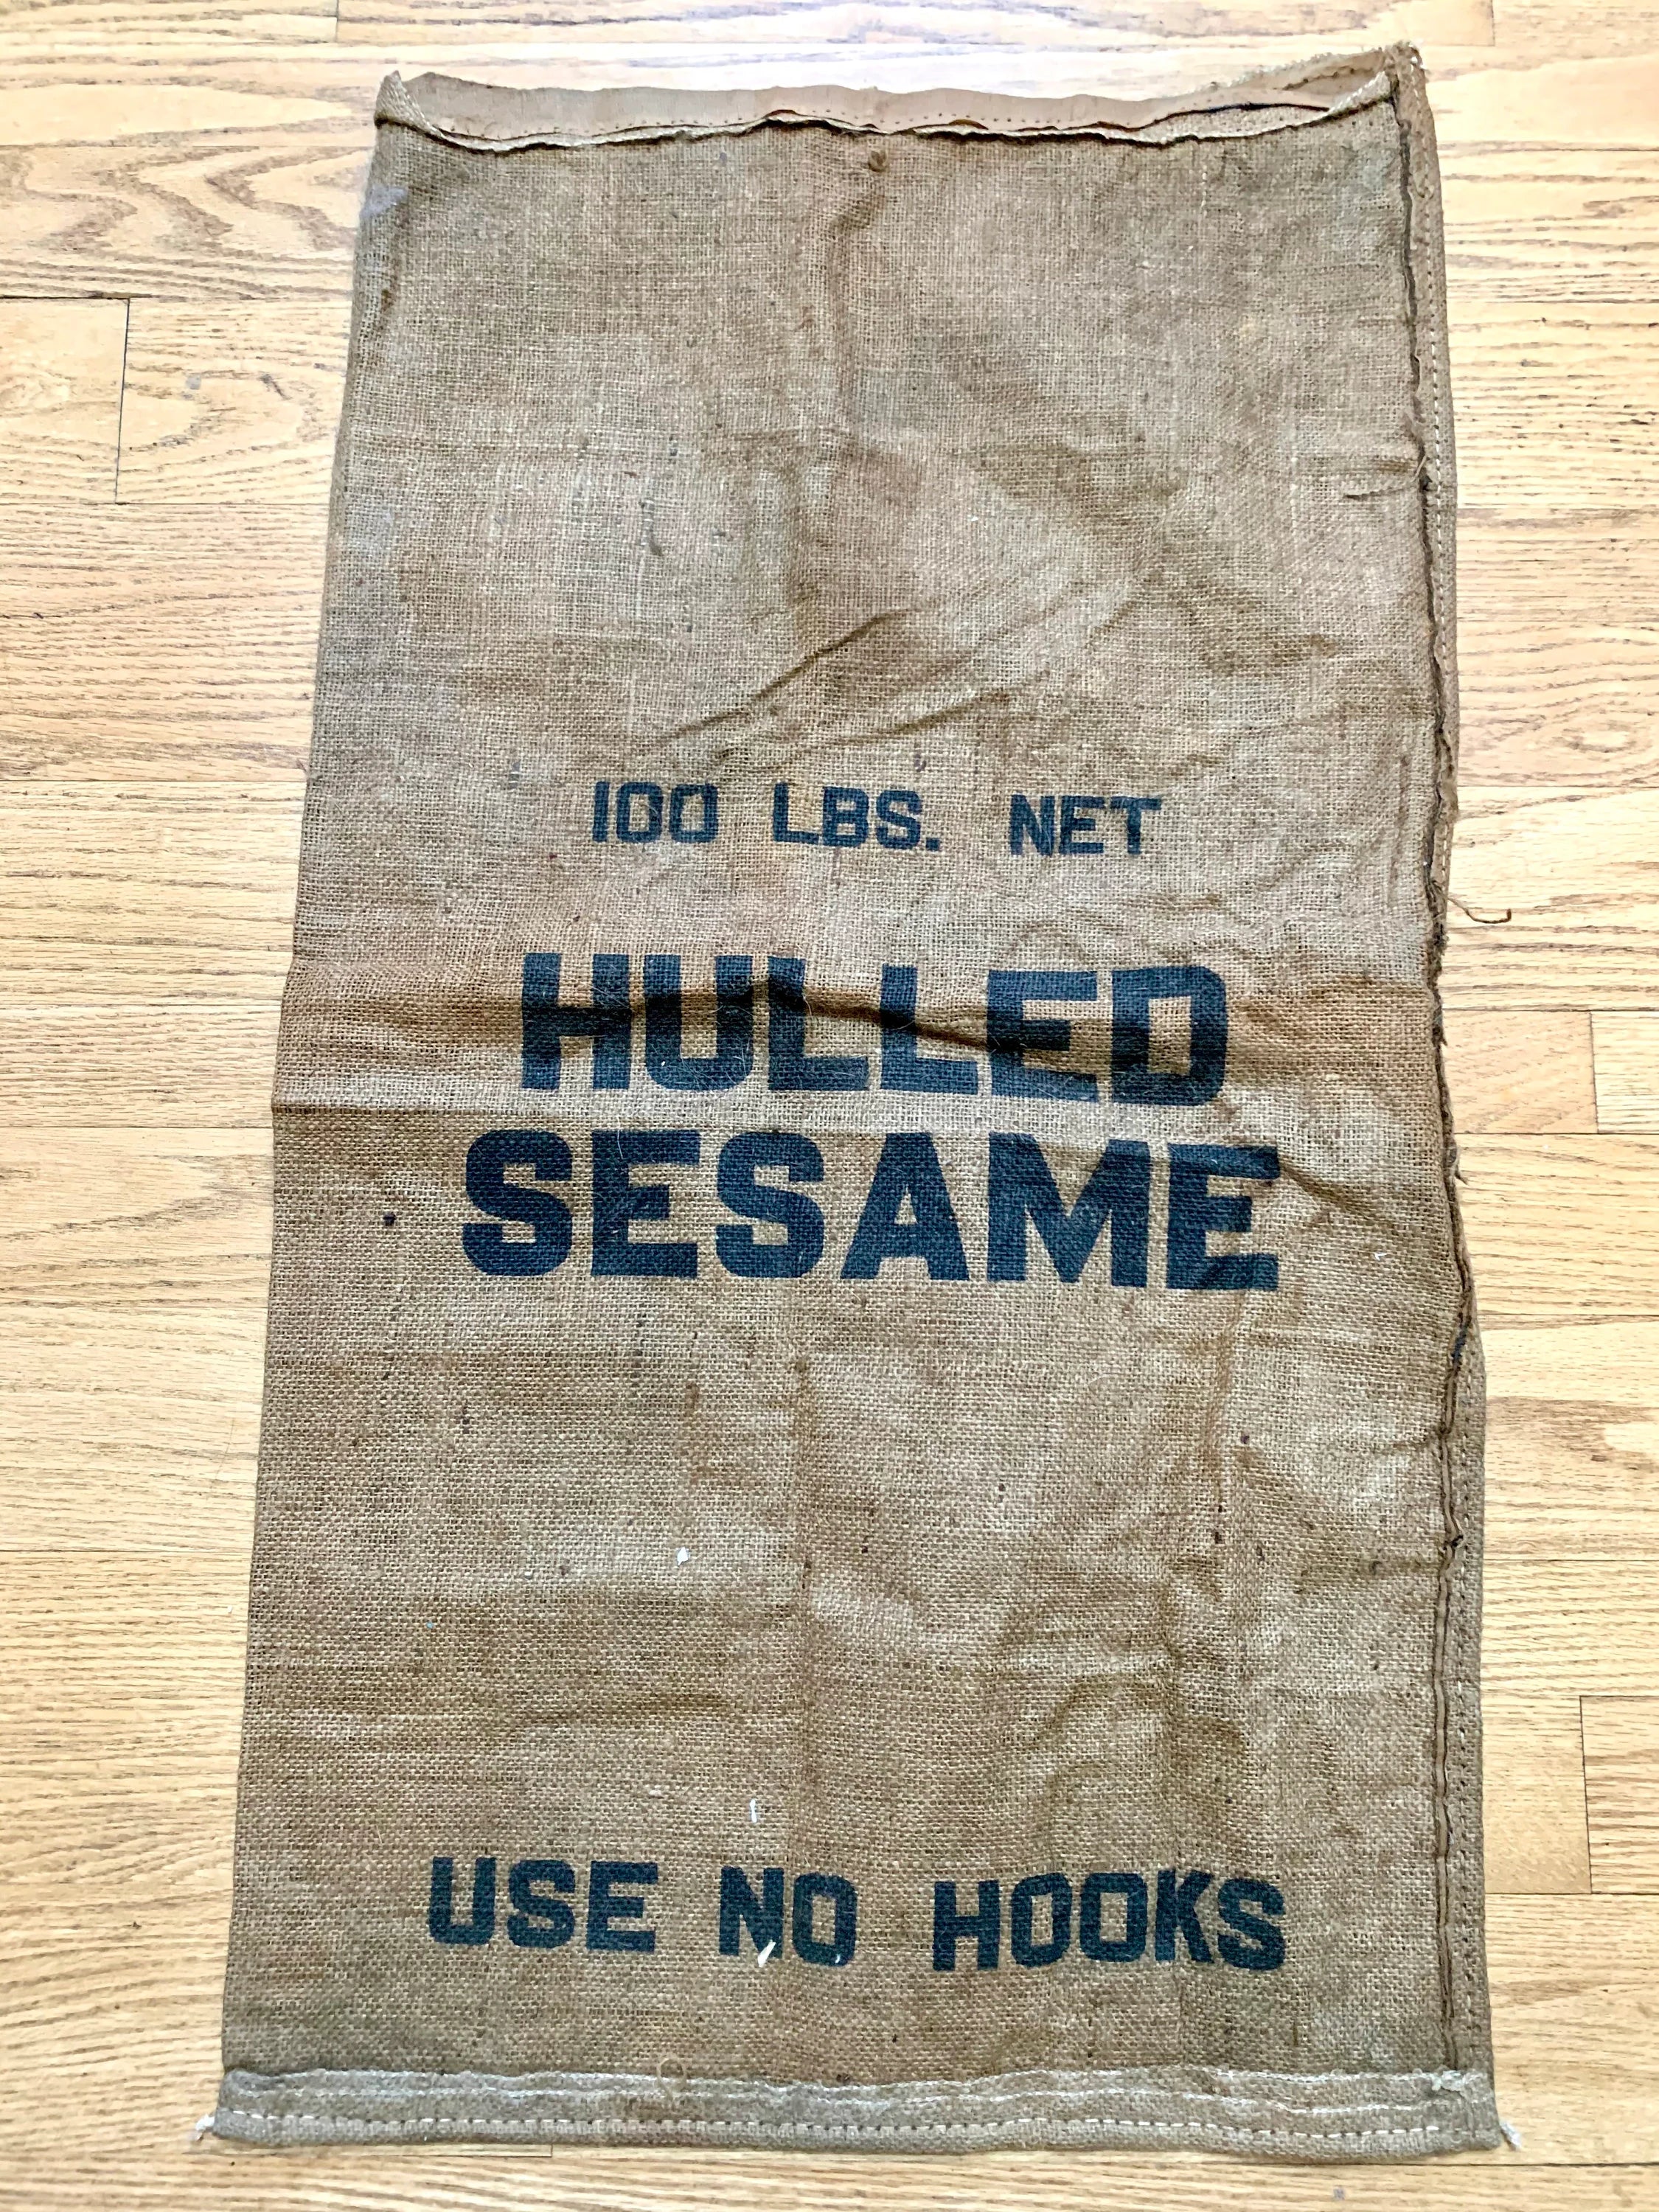 100 LBS. NET
HULLED
SESAME
USE NO HOOKS